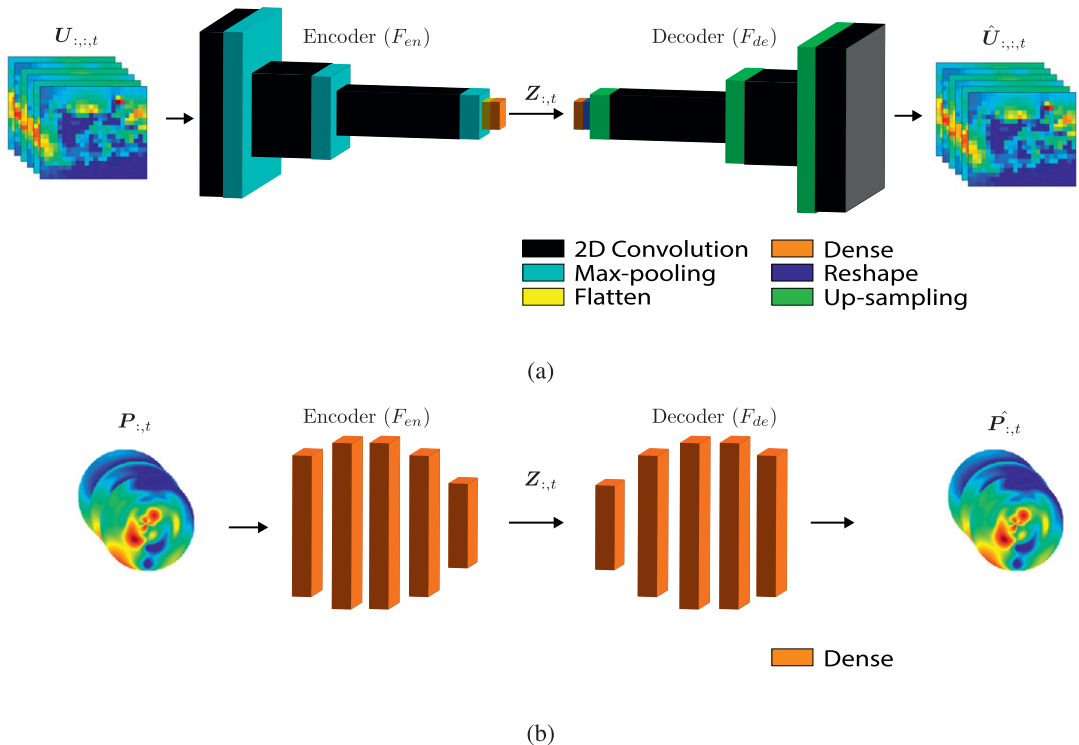 U:,:,t
Encoder (Fen)
Decoder (Fde)
Û:,:,t
Z:,t
2D Convolution
Dense
Max-pooling
Reshape
Flatten
Up-sampling
(a)
P:,t
Encoder (Fen)
Decoder (Fde)
P̂:,t
Z:,t
Dense
(b)